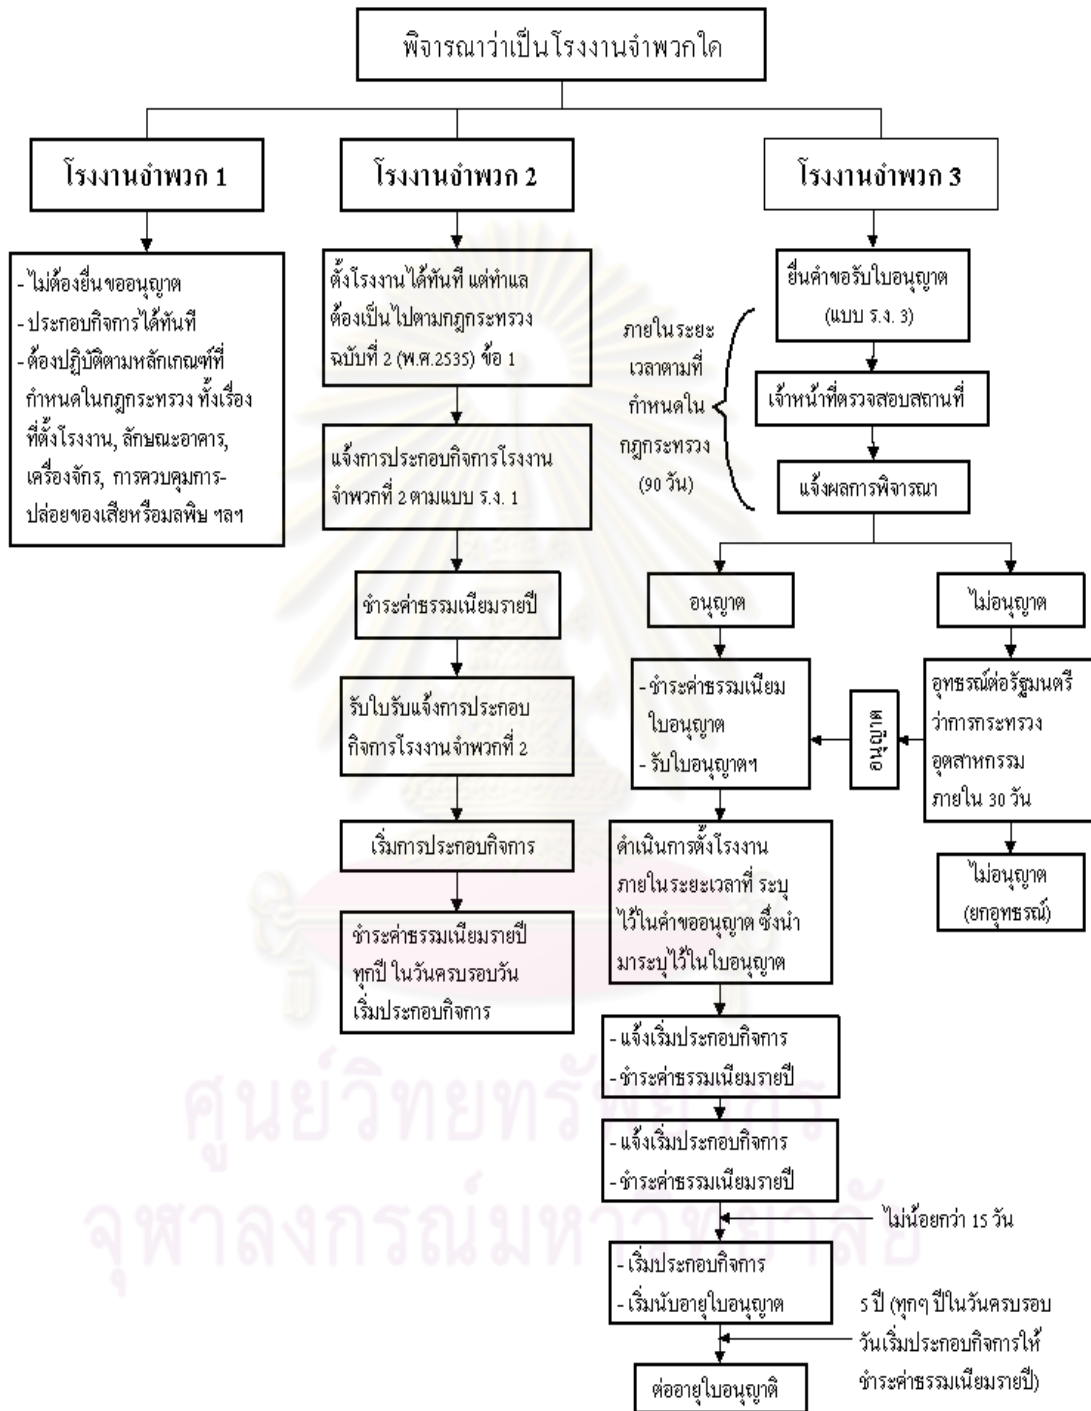 พิจารณาว่าเป็นโรงงานจำพวกใด
โรงงานจำพวก 1
ไม่ต้องยื่นขออนุญาต
- ประกอบกิจการได้ทันที
- ต้องปฏิบัติตามหลักเกณฑ์ที่
กำหนดในกฎกระทรวง ทั้งเรื่อง
ที่ตั้งโรงงาน, ลักษณะอาคาร,
เครื่องจักร, การควบคุมการ-
ปล่อยของเสียหรือมลพิษ ฯลฯ
โรงงานจำพวก 2
ตั้งโรงงานได้ทันที แต่ทำแล
ต้องเป็นไปตามกฎกระทรวง
ฉบับที่ 2 (พ.ศ.2535) ข้อ 1
แจ้งการประกอบกิจการโรงงาน
จำพวกที่ 2 ตามแบบ ร.ง. 1
ชำระค่าธรรมเนียมรายปี
รับใบรับแจ้งการประกอบ
กิจการโรงงานจำพวกที่ 2
เริ่มการประกอบกิจการ
ชำระค่าธรรมเนียมรายปี
ทุกปี ในวันครบรอบวัน
เริ่มประกอบกิจการ
โรงงานจำพวก 3
ยื่นคำขอรับใบอนุญาต
(แบบ ร.ง. 3)
ภายในระยะ
เวลาตามที่
กำหนดใน
กฎกระทรวง
(90 วัน)
เจ้าหน้าที่ตรวจสอบสถานที่
แจ้งผลการพิจารณา
อนุญาต
ไม่อนุญาต
- ชำระค่าธรรมเนียม
ใบอนุญาต
- รับใบอนุญาตฯ
อนุญาต
อุทธรณ์ต่อรัฐมนตรี
ว่าการกระทรวง
อุตสาหกรรม
ภายใน 30 วัน
ไม่อนุญาต
(ยกอุทธรณ์)
ดำเนินการตั้งโรงงาน
ภายในระยะเวลาที่ ระบุ
ไว้ในคำขออนุญาต ซึ่งนำ
มาระบุไว้ในใบอนุญาต
- แจ้งเริ่มประกอบกิจการ
- ชำระค่าธรรมเนียมรายปี
- แจ้งเริ่มประกอบกิจการ
- ชำระค่าธรรมเนียมรายปี
ไม่น้อยกว่า 15 วัน
- เริ่มประกอบกิจการ
- เริ่มนับอายุใบอนุญาต
5 ปี (ทุกๆ ปีในวันครบรอบ
วันเริ่มประกอบกิจการให้
ชำระค่าธรรมเนียมรายปี)
ต่ออายุใบอนุญาติ
ศูนย์วิทยทรัพยากร
จุฬาลงกรณ์มหาวิทยาลัย